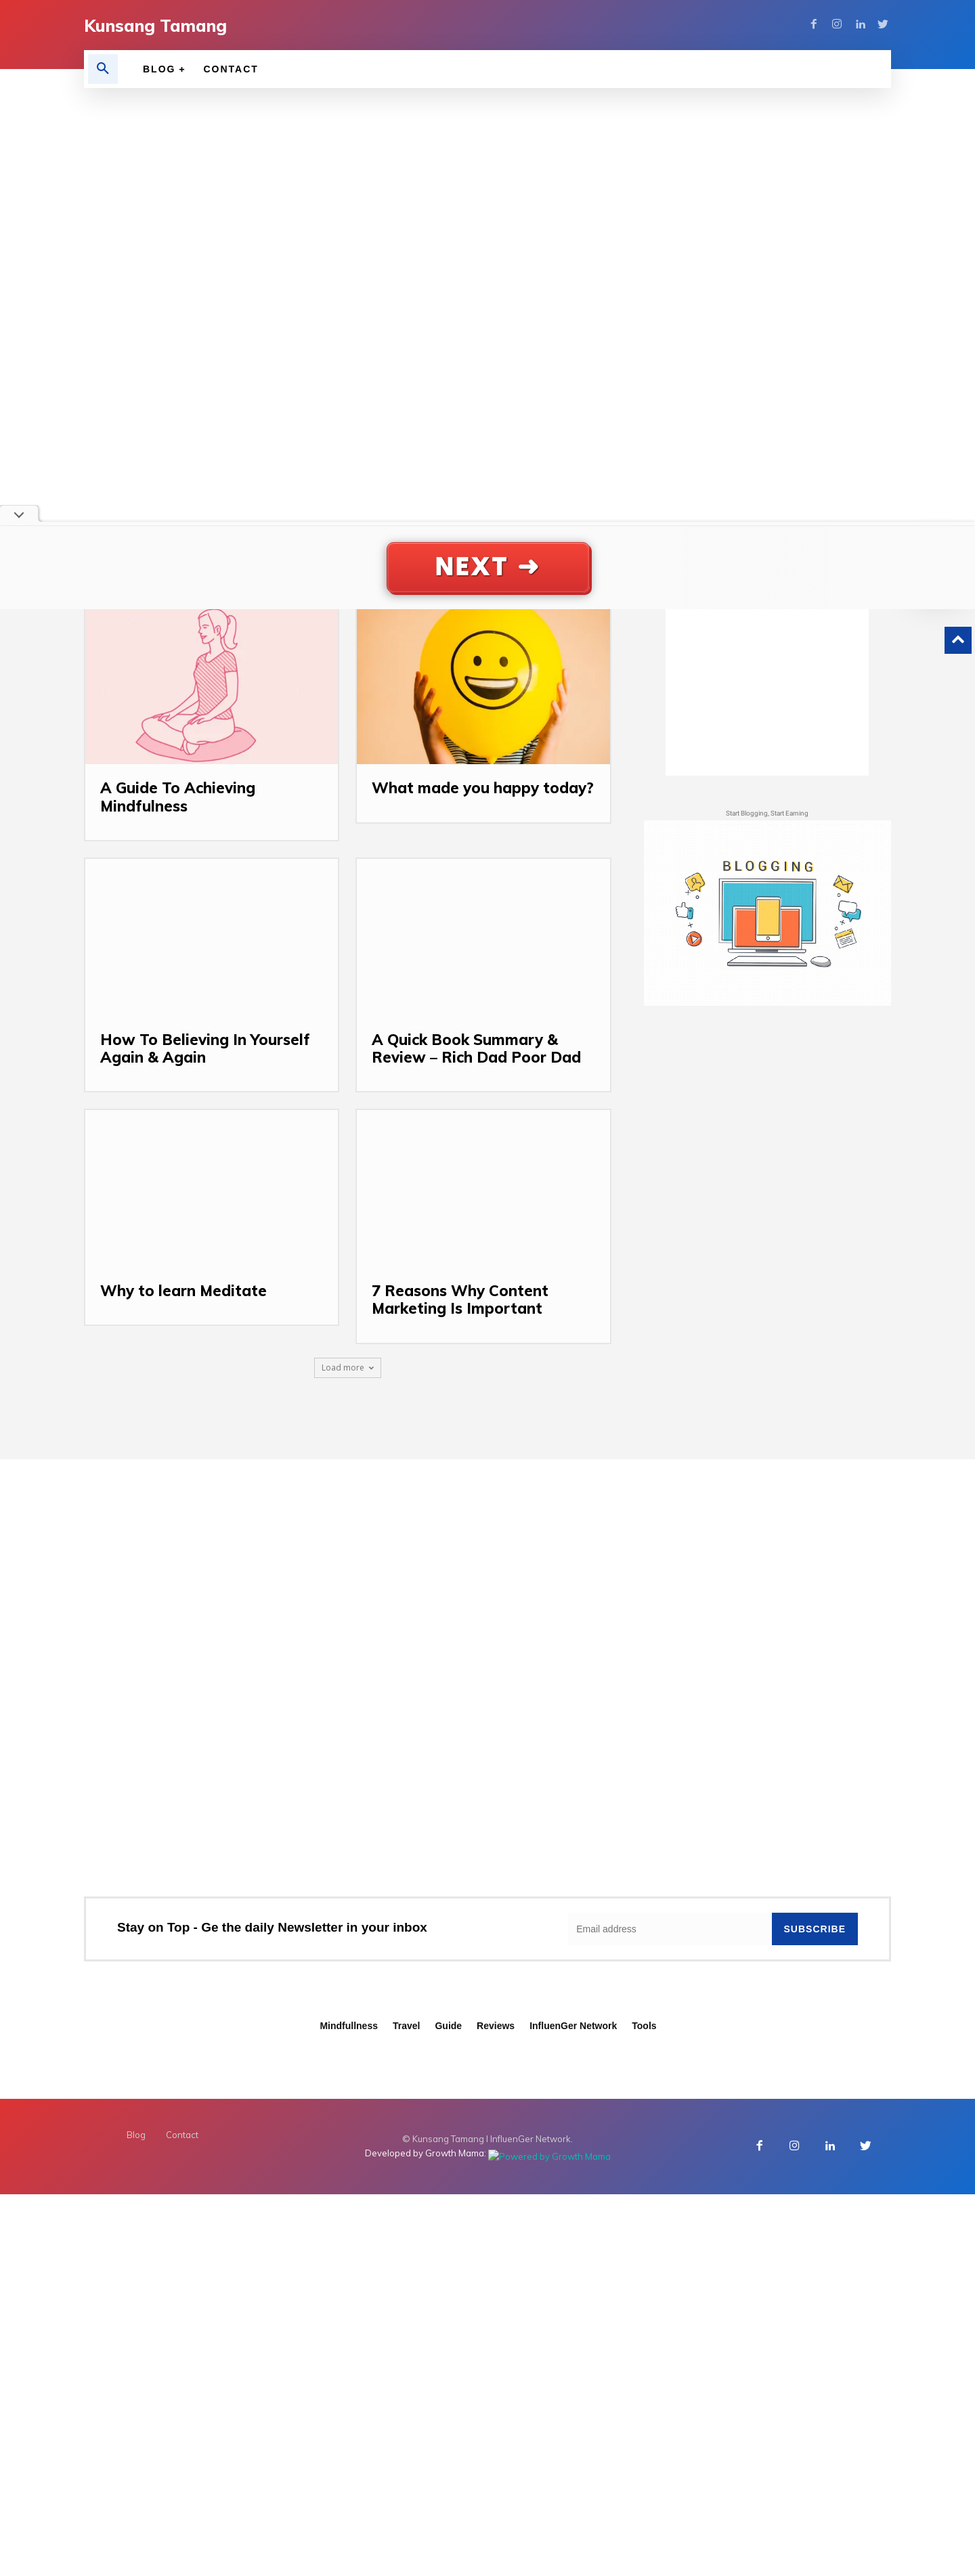 Kunsang Tamang
BLOG +
CONTACT
NEXT ➜
A Guide To Achieving
Mindfulness
What made you happy today?
Start Blogging, Start Earning
BLOGGING
How To Believing In Yourself
Again & Again
A Quick Book Summary &
Review – Rich Dad Poor Dad
Why to learn Meditate
7 Reasons Why Content
Marketing Is Important
Load more
Stay on Top - Ge the daily Newsletter in your inbox
Email address
SUBSCRIBE
Mindfullness Travel Guide Reviews InfluenGer Network Tools
Blog Contact
© Kunsang Tamang I InfluenGer Network.
Developed by Growth Mama: Powered by Growth Mama